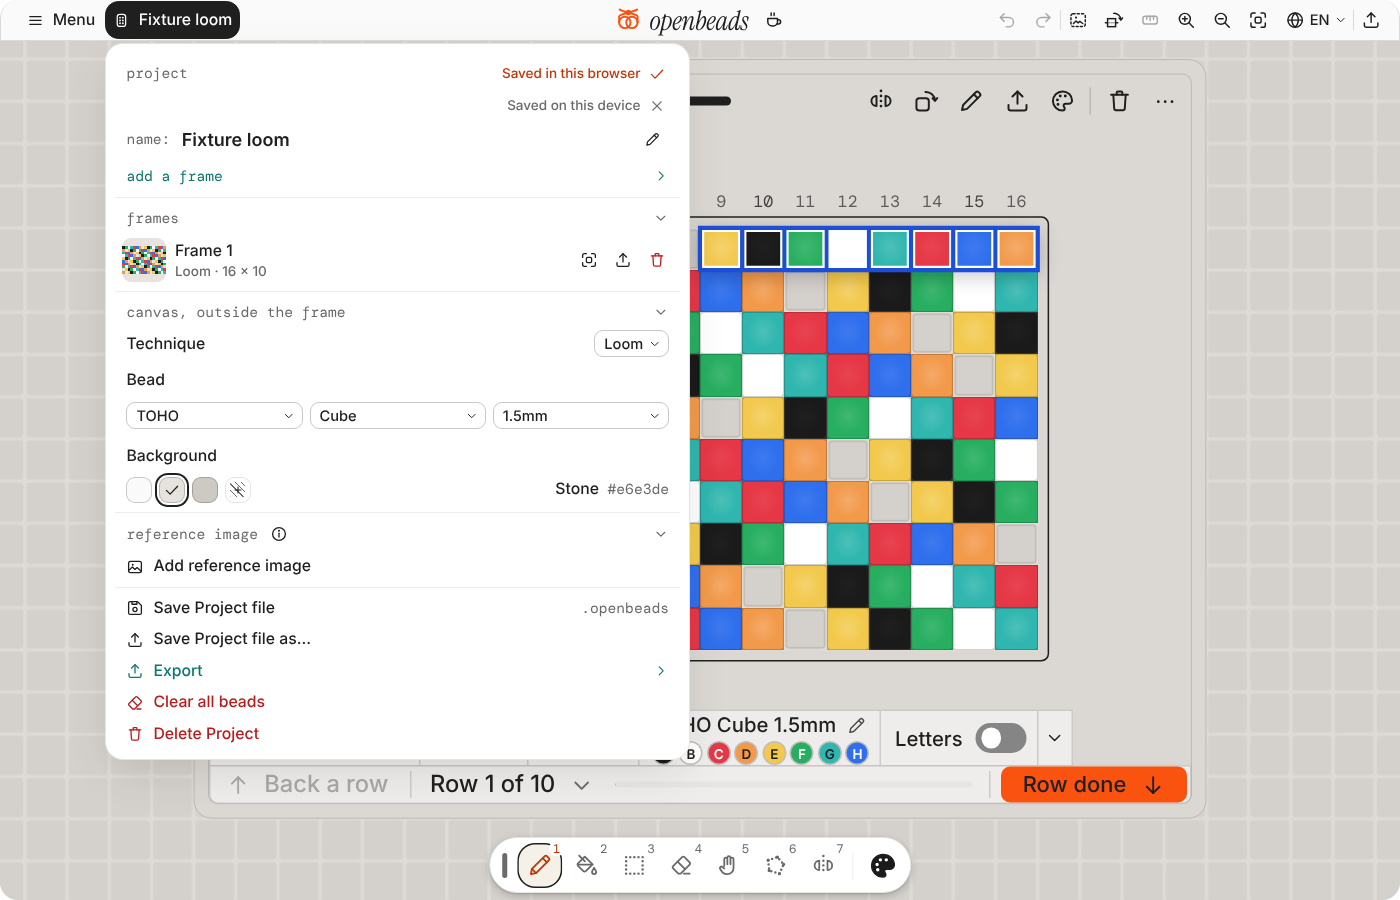 Menu
Fixture loom
openbeads
EN
project
Saved in this browser
Saved on this device
name: Fixture loom
add a frame
frames
Frame 1
Loom · 16 × 10
canvas, outside the frame
Technique
Loom
Bead
TOHO
Cube
1.5mm
Background
Stone #e6e3de
reference image
Add reference image
Save Project file
.openbeads
Save Project file as...
Export
Clear all beads
Delete Project
9 10 11 12 13 14 15 16
HO Cube 1.5mm
B C D E F G H
Letters
Back a row
Row 1 of 10
Row done
1 2 3 4 5 6 7